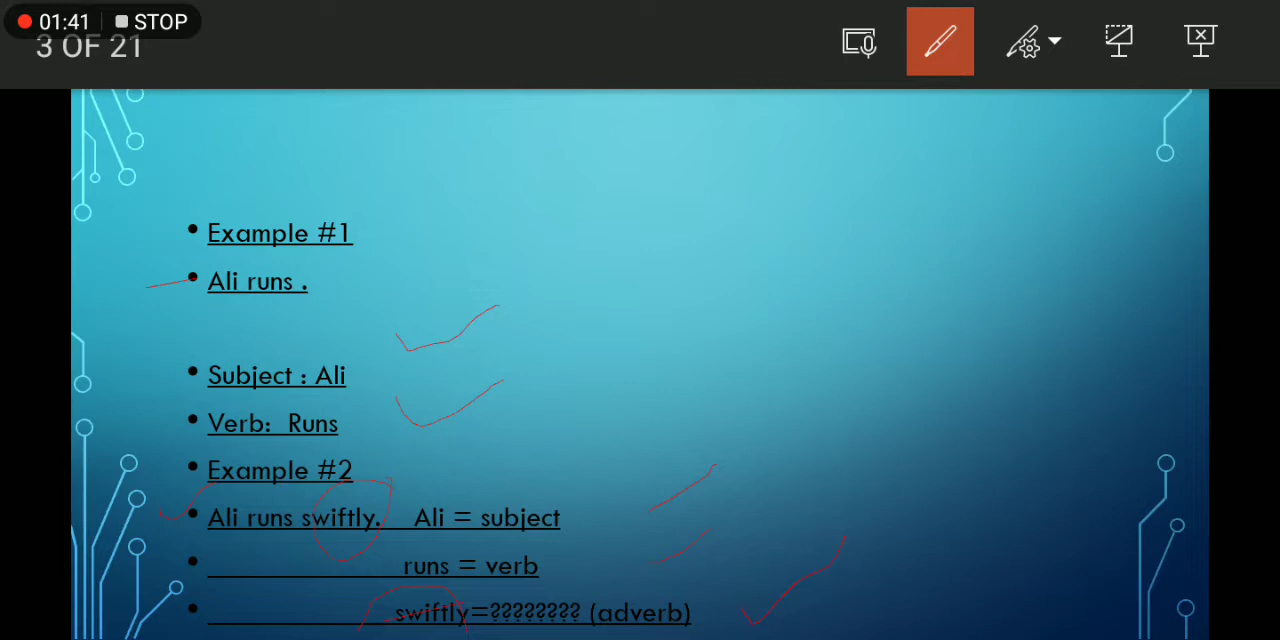 01:41 STOP
3 OF 21
• Example #1
• Ali runs .
• Subject : Ali
• Verb: Runs
• Example #2
• Ali runs swiftly. Ali = subject
• runs = verb
• swiftly=???????? (adverb)